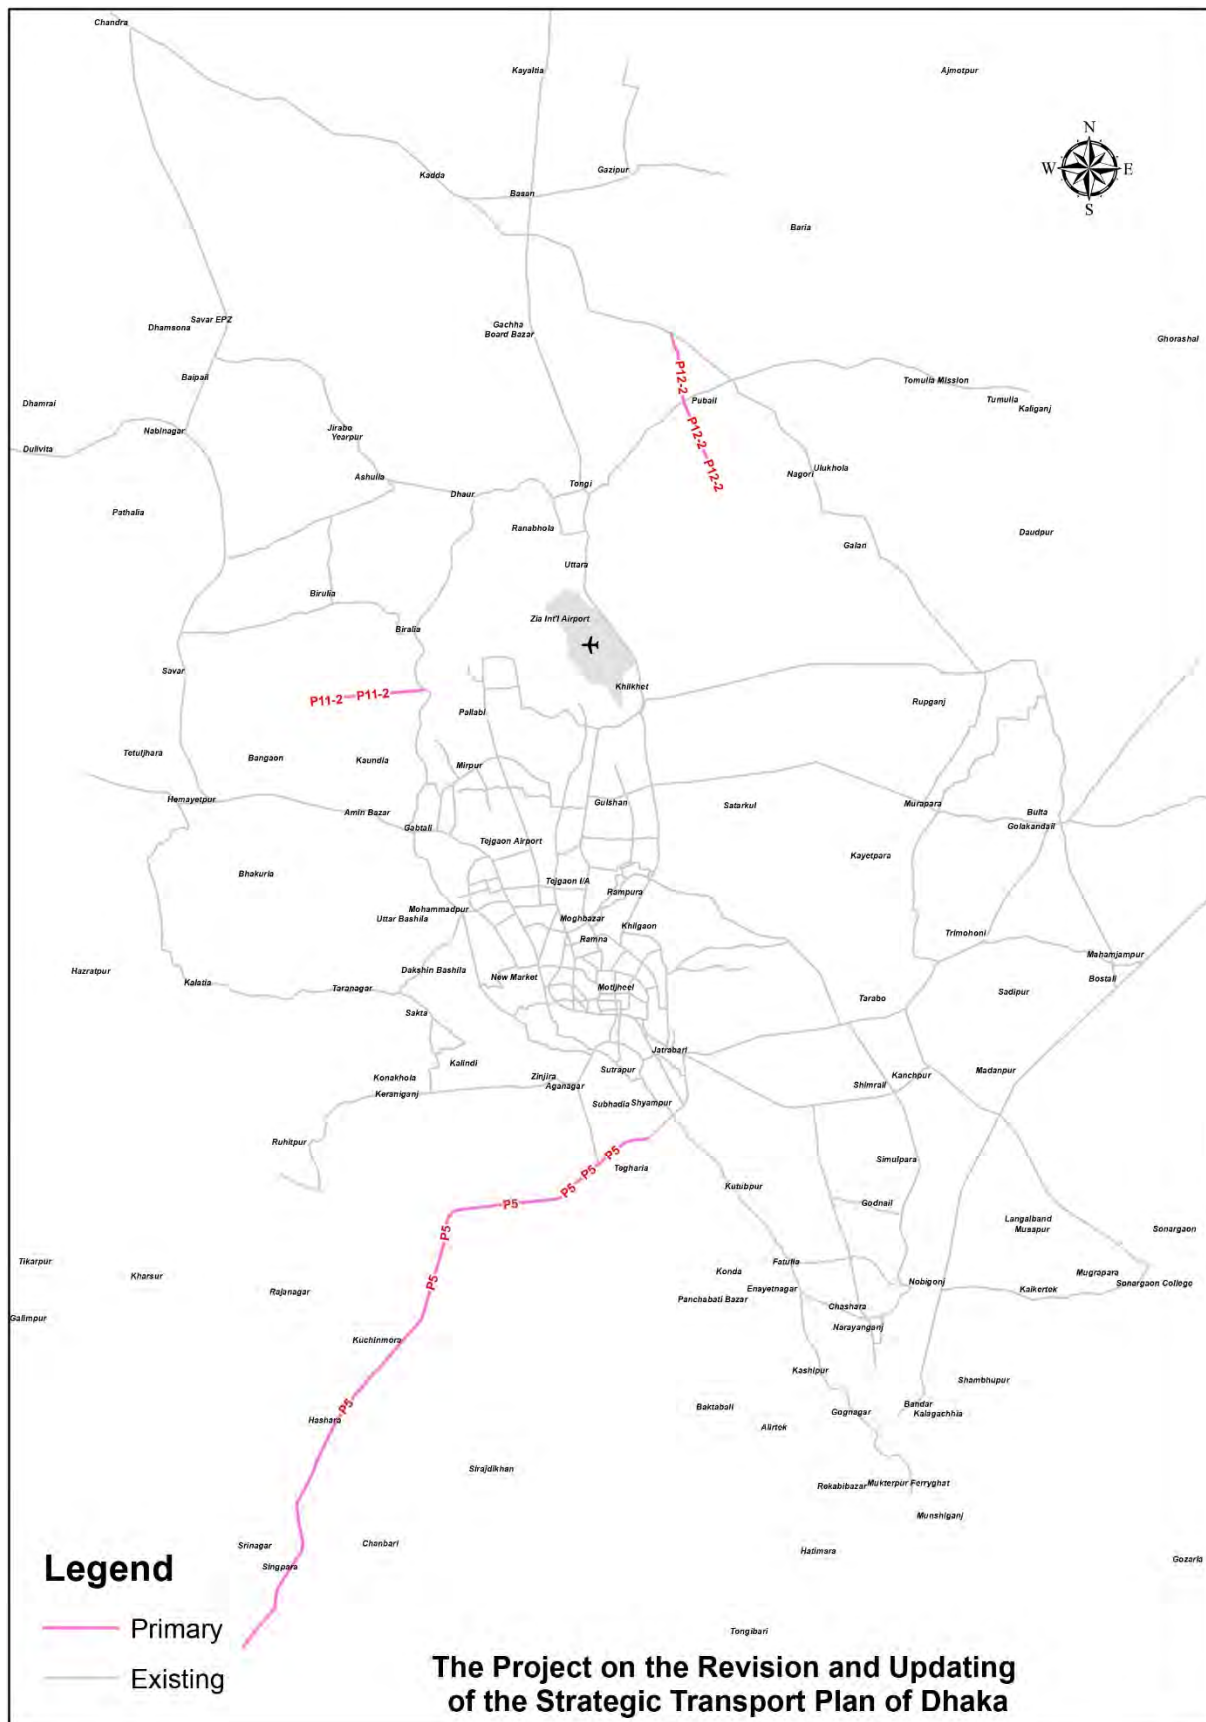 Chandra
Kayaltia
Ajmotpur
N
W E
S
Gazipur
Kadda
Basan
Baria
Savar EPZ
Dhamsona
Gachha
Board Bazar
Ghorashal
P12-2
Baipail
Tomulia Mission
Dhamrai
Pubail
Tumulia
Kaliganj
Nabinagar
Jirabo
Yearpur
P12-2
Dulivita
P12-2
Ulukhola
Nagori
Ashulia
Tongi
Dhaur
Pathalia
Ranabhola
Daudpur
Galan
Uttara
Birulia
Zia Int'l Airport
Biralia
Savar
Khilkhet
P11-2 P11-2
Rupganj
Pallabi
Tetuljhara
Bangaon
Kaundia
Mirpur
Hemayetpur
Gulshan
Satarkul
Murapara
Amin Bazar
Bulta
Gabtali
Golakandail
Tejgaon Airport
Kayetpara
Bhakuria
Tejgaon I/A
Rampura
Mohammadpur
Uttar Bashila
Moghbazar
Khilgaon
Ramna
Trimohoni
Mahamjampur
Hazratpur
Dakshin Bashila
New Market
Bostall
Kalatia
Taranagar
Motijheel
Sadipur
Tarabo
Sakta
Jatrabari
Kalindi
Sutrapur
Madanpur
Konakhola
Zinjira
Kanchpur
Aganagar
Shimrail
Keraniganj
Subhadia Shyampur
Ruhitpur
P5
Simulpara
P5
Tegharia
P5
Kutubpur
P5
Godnail
Langalband
Musapur
Sonargaon
P5
Tikarpur
Fatulla
Konda
Mugrapara
Kharsur
P5
Nobigonj
Sonargaon College
Rajanagar
Enayetnagar
Kaikertek
Panchabati Bazar
Chashara
Galimpur
Narayanganj
Kuchinmora
Kashipur
Shambhupur
P5
Baktabali
Bandar
Hashara
Gognagar
Kalagachhia
Alirtek
Sirajdikhan
Rekabibazar
Mukterpur Ferryghat
Munshiganj
Srinagar
Chanbari
Hatimara
Gozaria
Singpara
Legend
Primary
Tongibari
Existing
The Project on the Revision and Updating
of the Strategic Transport Plan of Dhaka